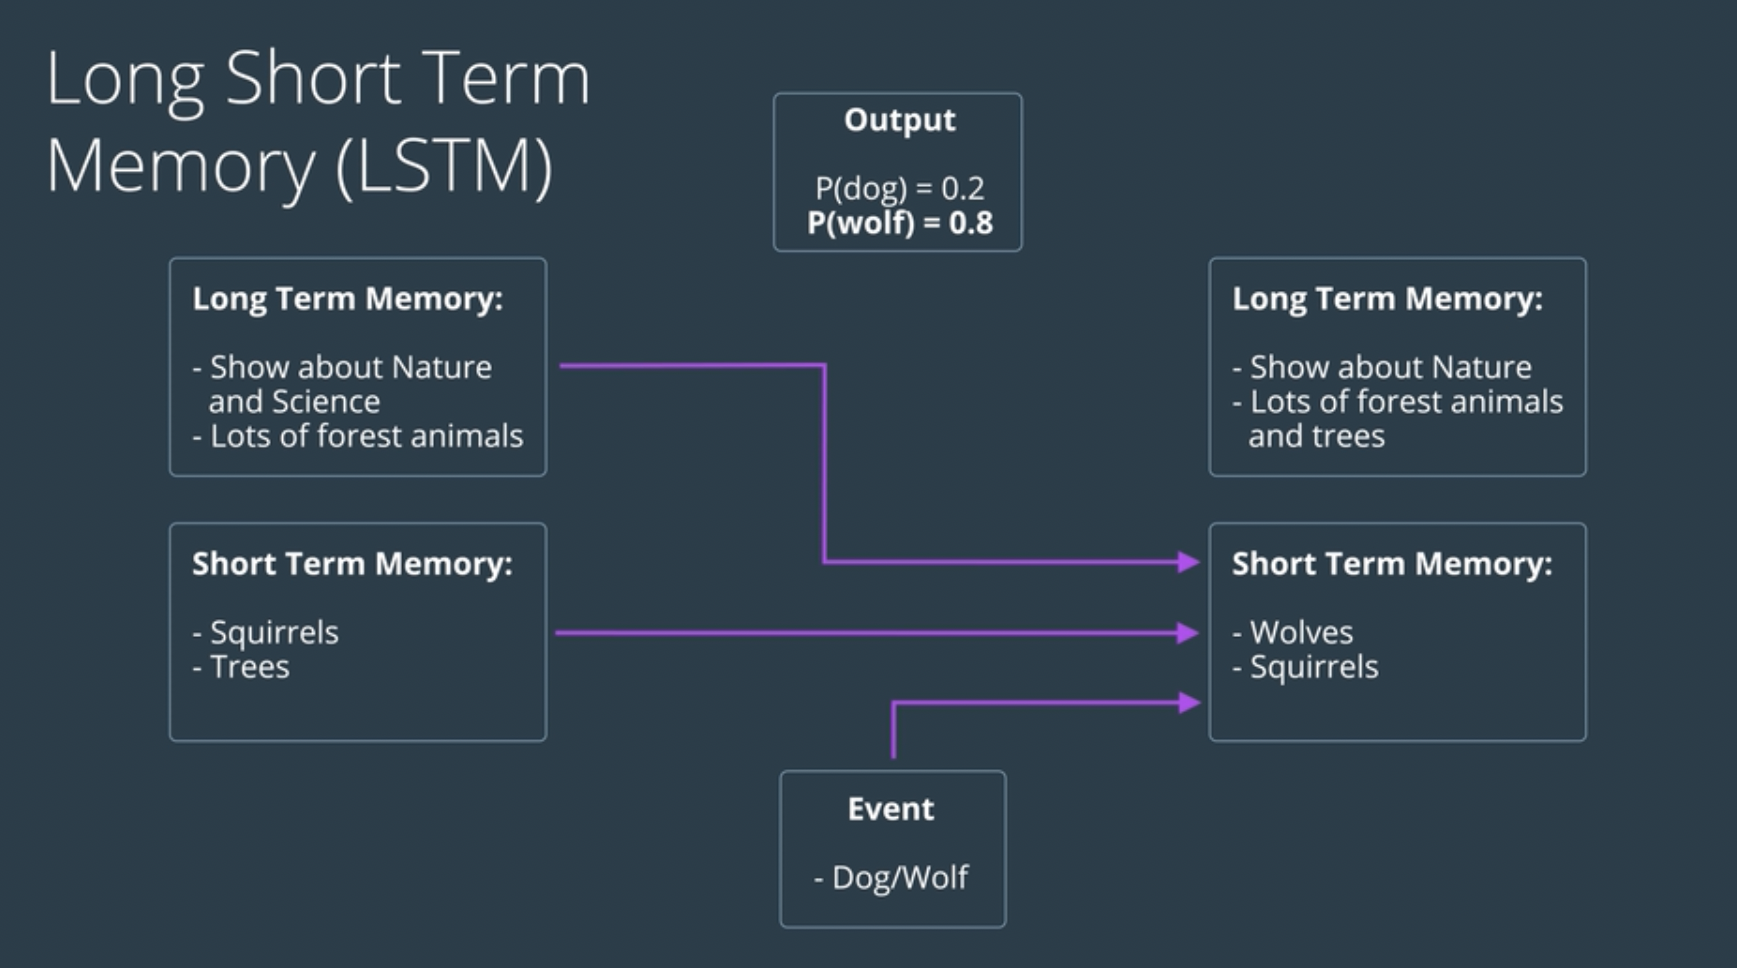 Long Short Term
Memory (LSTM)
Output
P(dog) = 0.2
P(wolf) = 0.8
Long Term Memory:
- Show about Nature
and Science
- Lots of forest animals
Long Term Memory:
- Show about Nature
- Lots of forest animals
and trees
Short Term Memory:
- Squirrels
- Trees
Short Term Memory:
- Wolves
- Squirrels
Event
- Dog/Wolf